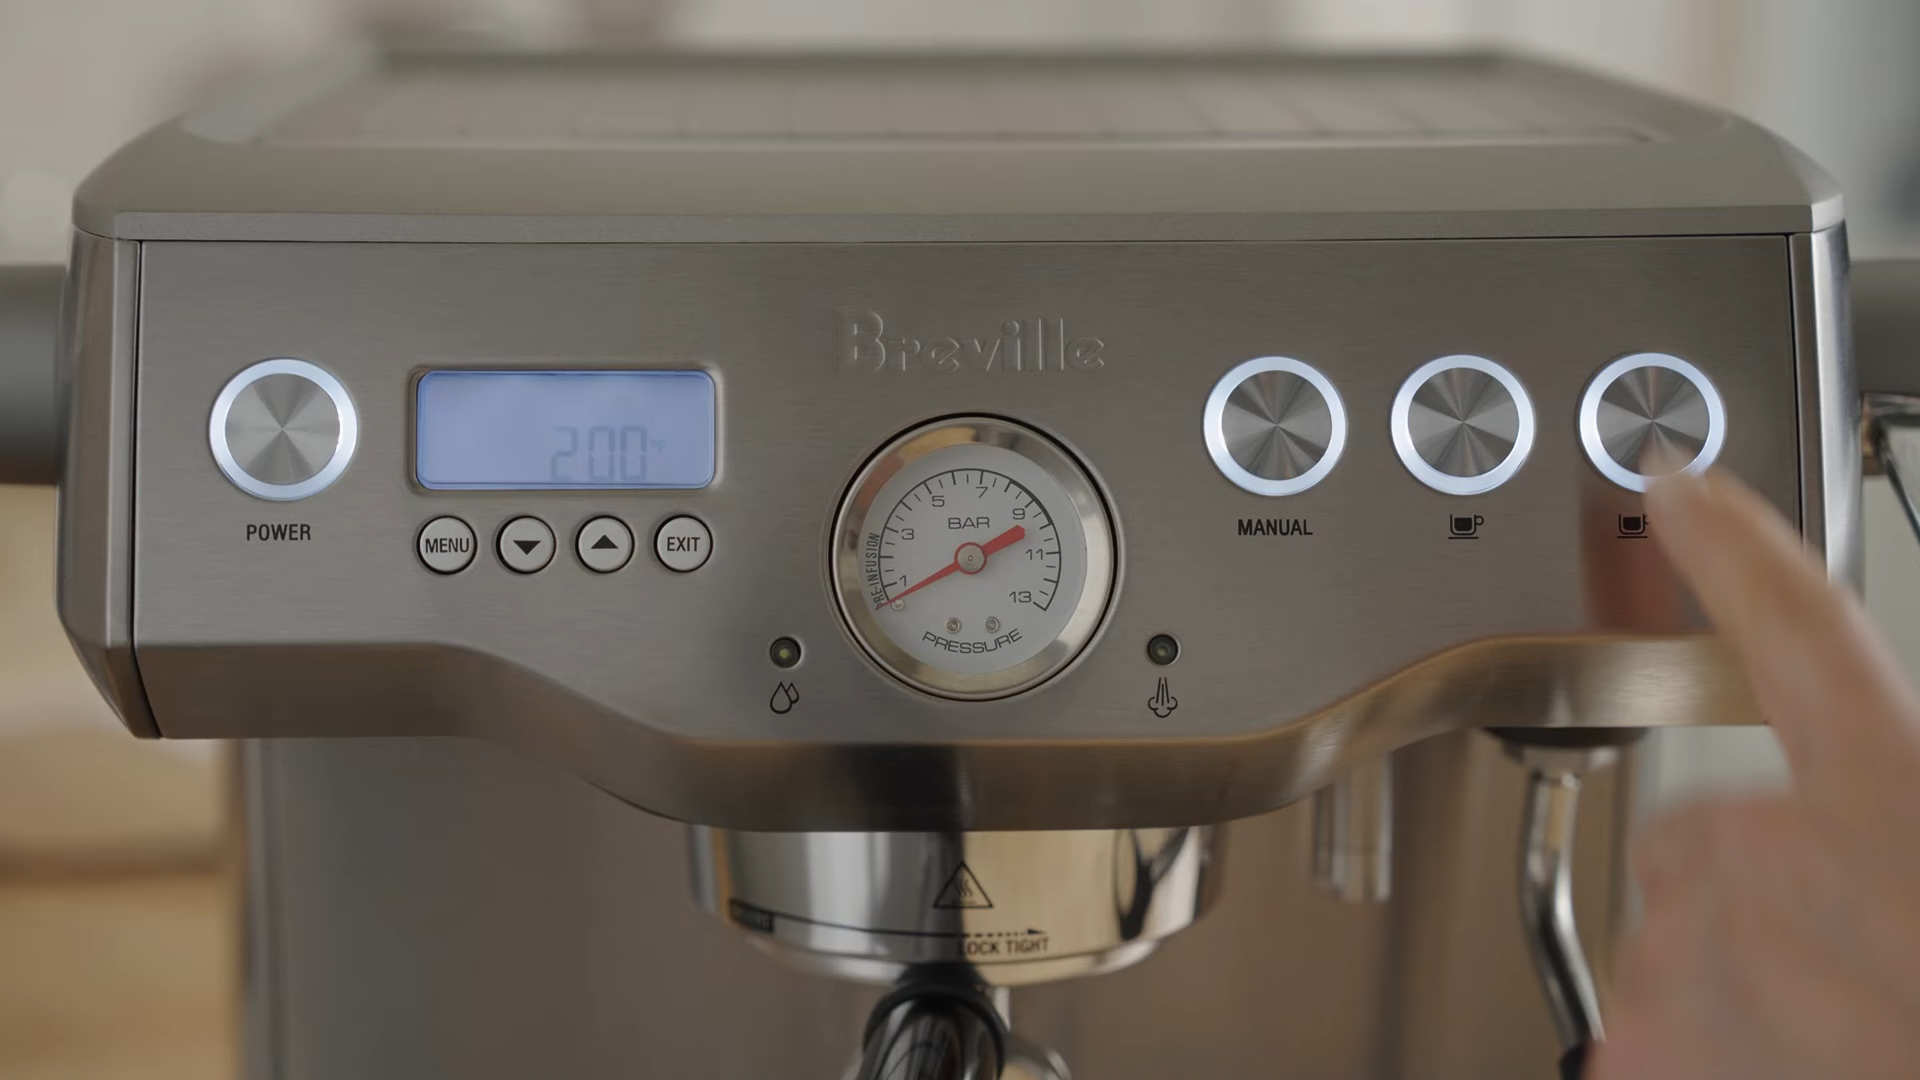 Breville
200°F
POWER
MENU
EXIT
MANUAL
PRE-INFUSION
1
3
5
7
9
11
13
BAR
PRESSURE
LOCK TIGHT